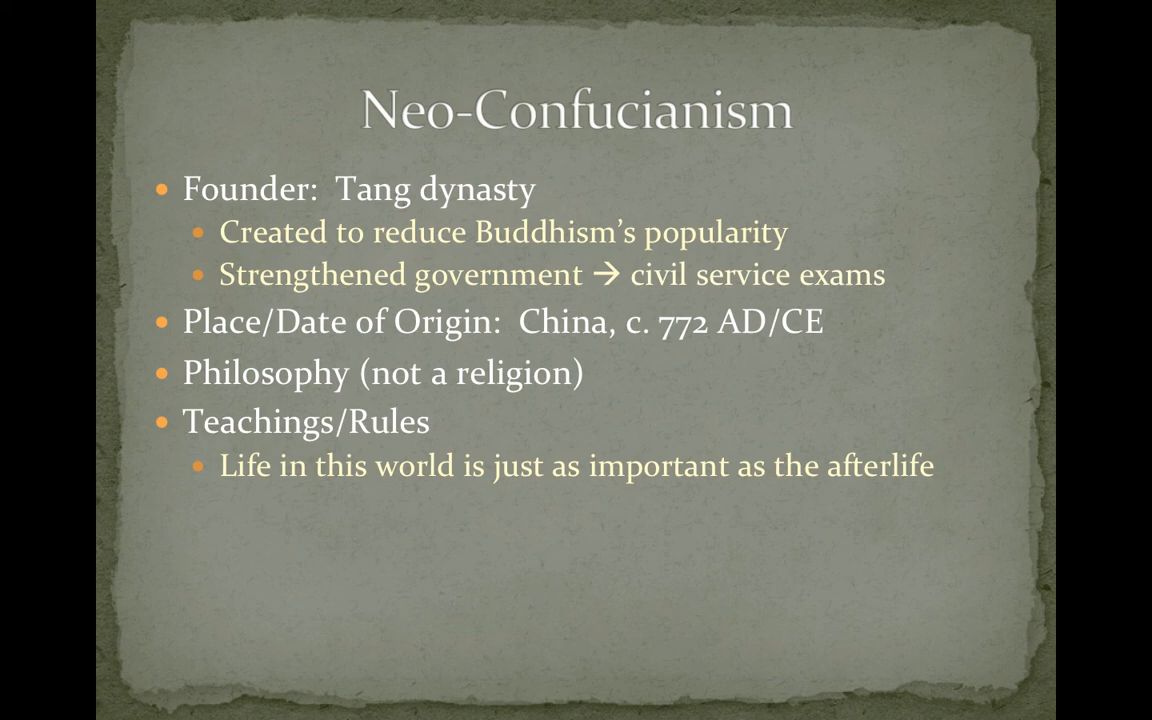 Neo-Confucianism
• Founder: Tang dynasty
• Created to reduce Buddhism’s popularity
• Strengthened government → civil service exams
• Place/Date of Origin: China, c. 772 AD/CE
• Philosophy (not a religion)
• Teachings/Rules
• Life in this world is just as important as the afterlife